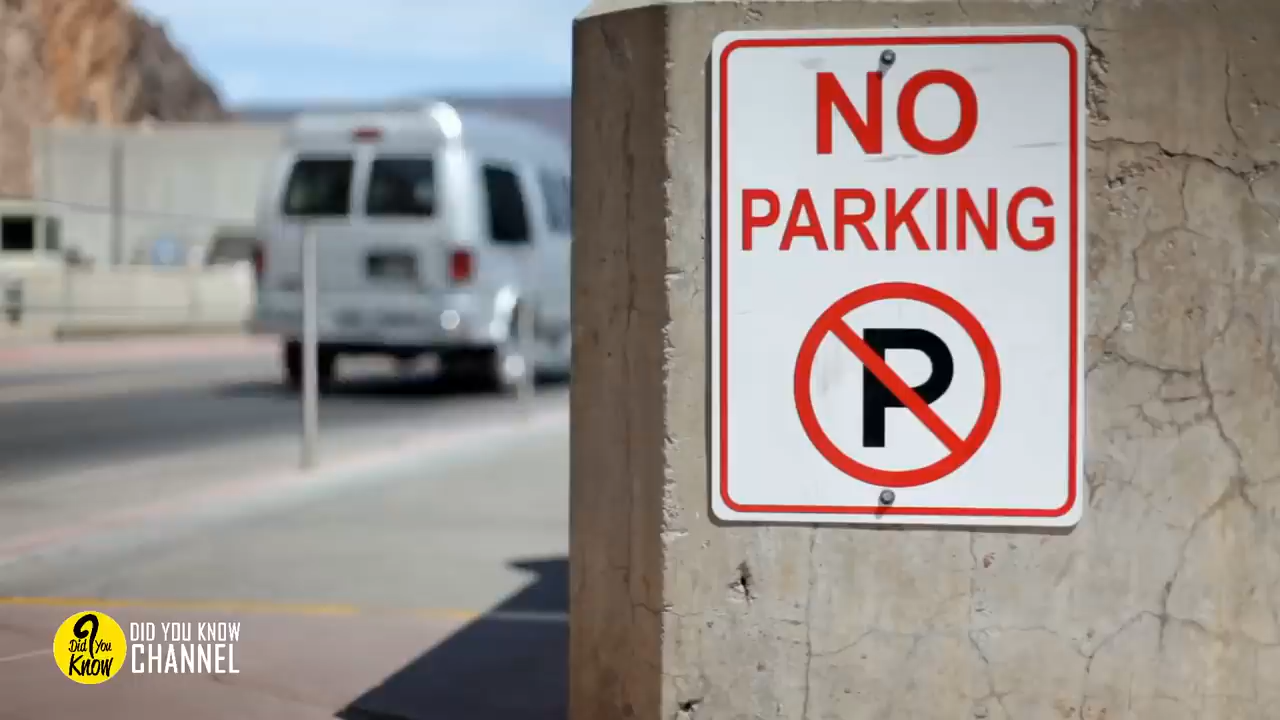 NO
PARKING
P
Did You
Know
DID YOU KNOW
CHANNEL